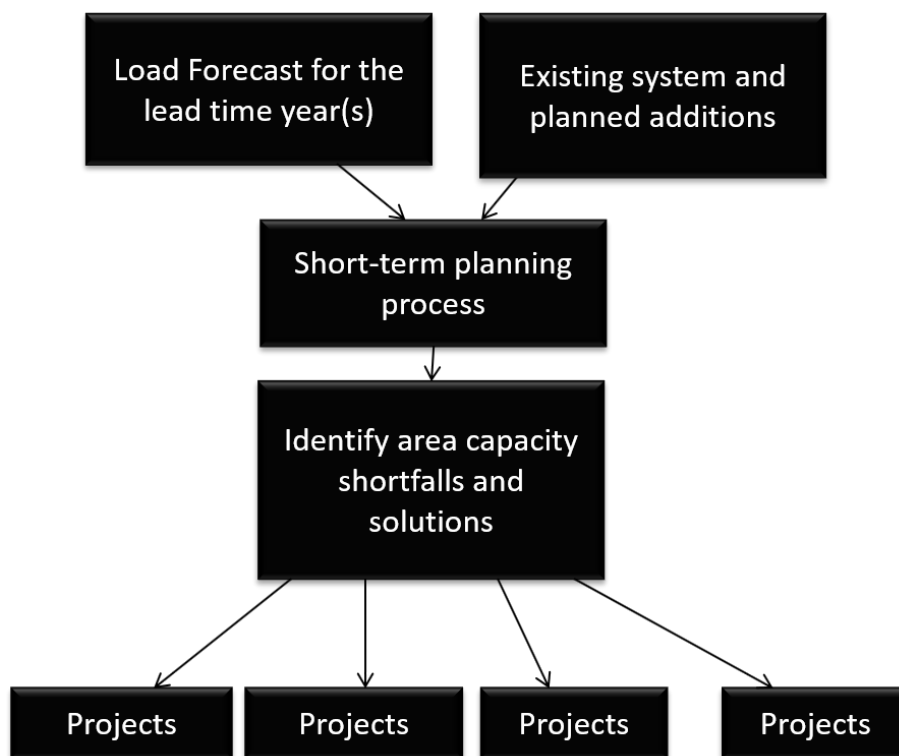 Load Forecast for the
lead time year(s)
Existing system and
planned additions
Short-term planning
process
Identify area capacity
shortfalls and
solutions
Projects
Projects
Projects
Projects